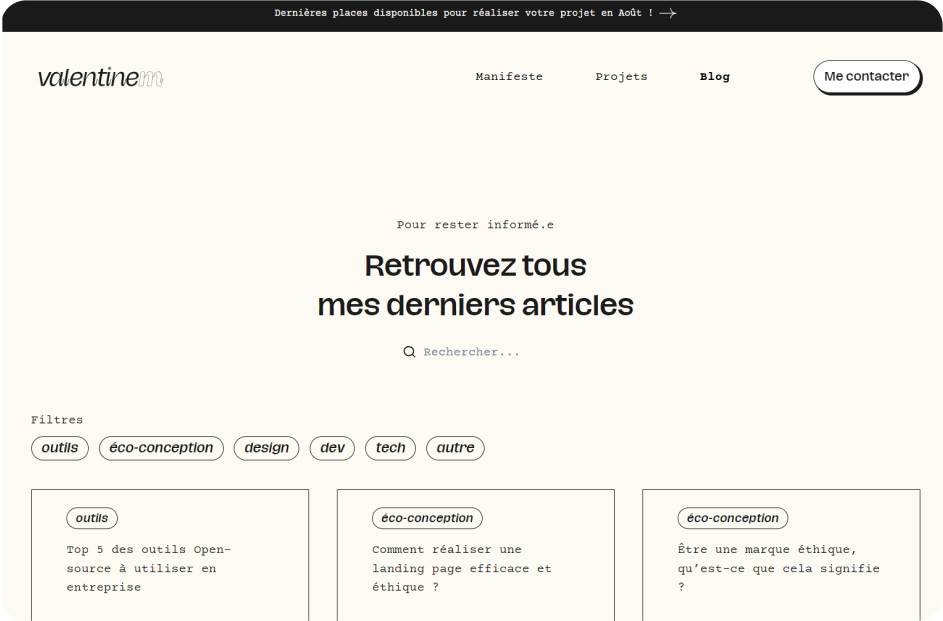 Dernières places disponibles pour réaliser votre projet en Août !
valentinem
Manifeste
Projets
Blog
Me contacter
Pour rester informé.e
Retrouvez tous
mes derniers articles
Rechercher...
Filtres
outils
éco-conception
design
dev
tech
autre
outils
Top 5 des outils Open-
source à utiliser en
entreprise
éco-conception
Comment réaliser une
landing page efficace et
éthique ?
éco-conception
Être une marque éthique,
qu’est-ce que cela signifie
?